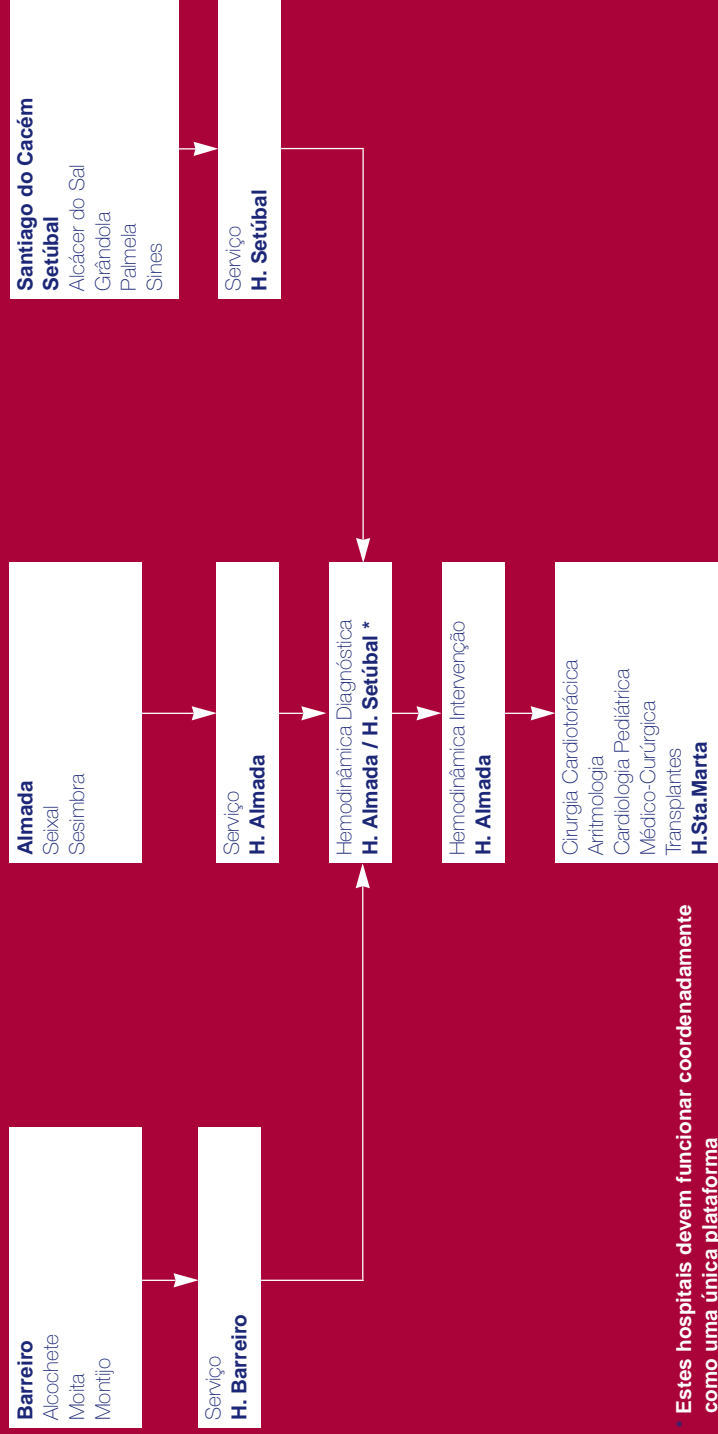 Barreiro
Alcochete
Moita
Montijo
Serviço
H. Barreiro
Almada
Seixal
Sesimbra
Serviço
H. Almada
Hemodinâmica Diagnóstica
H. Almada / H. Setúbal *
Hemodinâmica Intervenção
H. Almada
Cirurgia Cardiotorácica
Arritmologia
Cardiologia Pediátrica
Médico-Curúrgica
Transplantes
H.Sta.Marta
Santiago do Cacém
Setúbal
Alcácer do Sal
Grândola
Palmela
Sines
Serviço
H. Setúbal
* Estes hospitais devem funcionar coordenadamente
como uma única plataforma